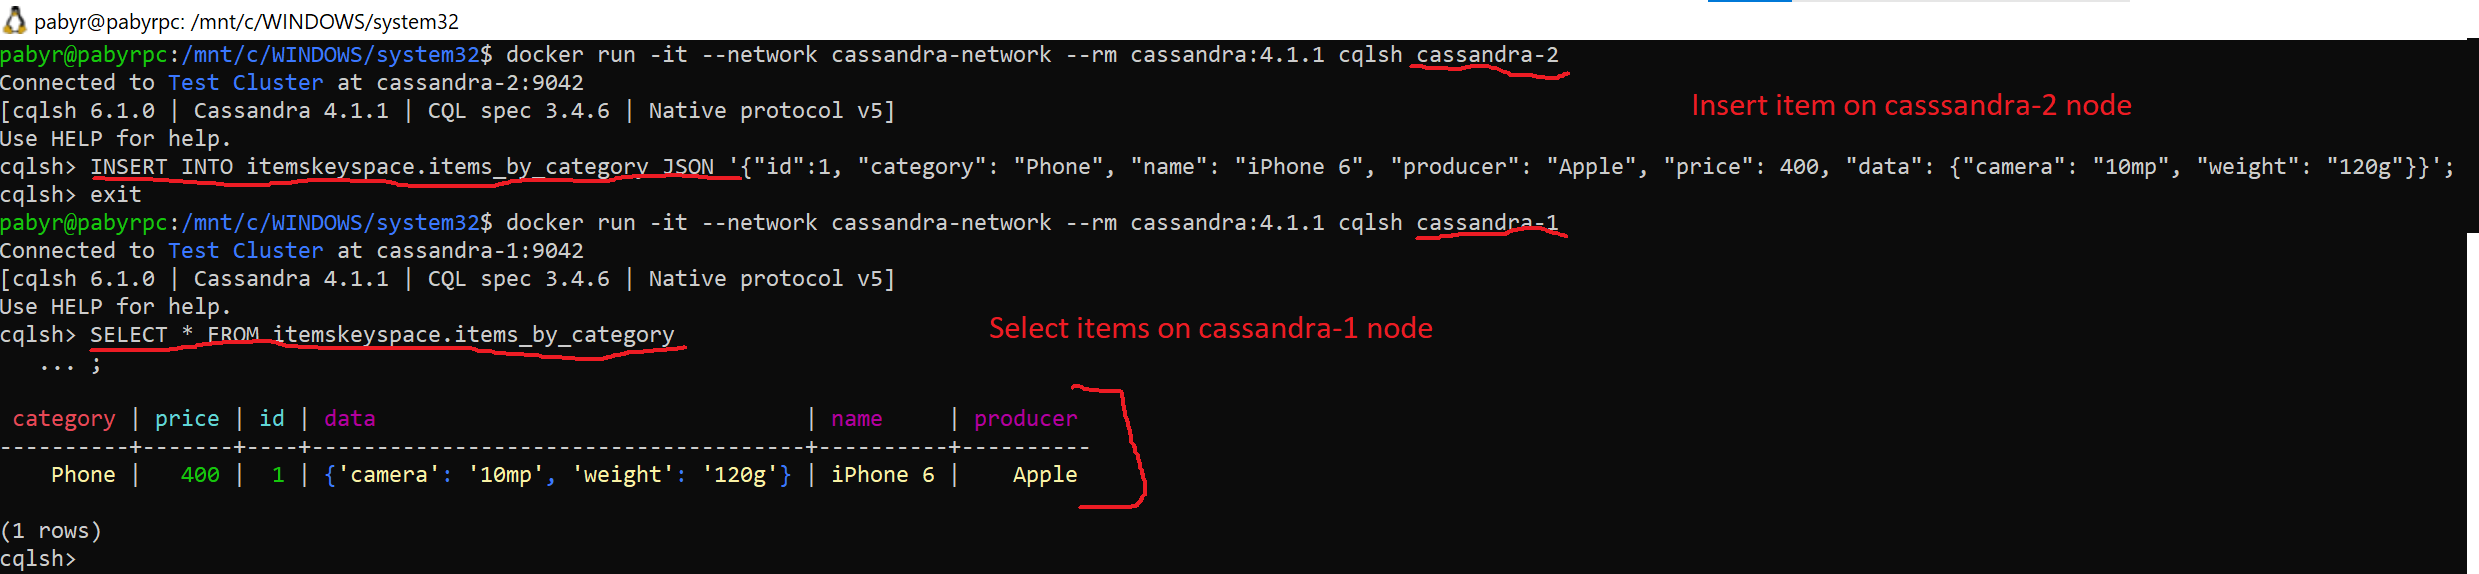 pabyr@pabyrpc: /mnt/c/WINDOWS/system32
pabyr@pabyrpc:/mnt/c/WINDOWS/system32$ docker run -it --network cassandra-network --rm cassandra:4.1.1 cqlsh cassandra-2
Connected to Test Cluster at cassandra-2:9042
Insert item on casssandra-2 node
[cqlsh 6.1.0 | Cassandra 4.1.1 | CQL spec 3.4.6 | Native protocol v5]
Use HELP for help.
cqlsh> INSERT INTO itemskeyspace.items_by_category JSON '{"id":1, "category": "Phone", "name": "iPhone 6", "producer": "Apple", "price": 400, "data": {"camera": "10mp", "weight": "120g"}}';
cqlsh> exit
pabyr@pabyrpc:/mnt/c/WINDOWS/system32$ docker run -it --network cassandra-network --rm cassandra:4.1.1 cqlsh cassandra-1
Connected to Test Cluster at cassandra-1:9042
[cqlsh 6.1.0 | Cassandra 4.1.1 | CQL spec 3.4.6 | Native protocol v5]
Use HELP for help.
cqlsh> SELECT * FROM itemskeyspace.items_by_category
Select items on cassandra-1 node
... ;
category | price | id | data | name | producer
----------+-------+----+--------------------------------------+----------+----------
Phone | 400 | 1 | {'camera': '10mp', 'weight': '120g'} | iPhone 6 | Apple
(1 rows)
cqlsh>